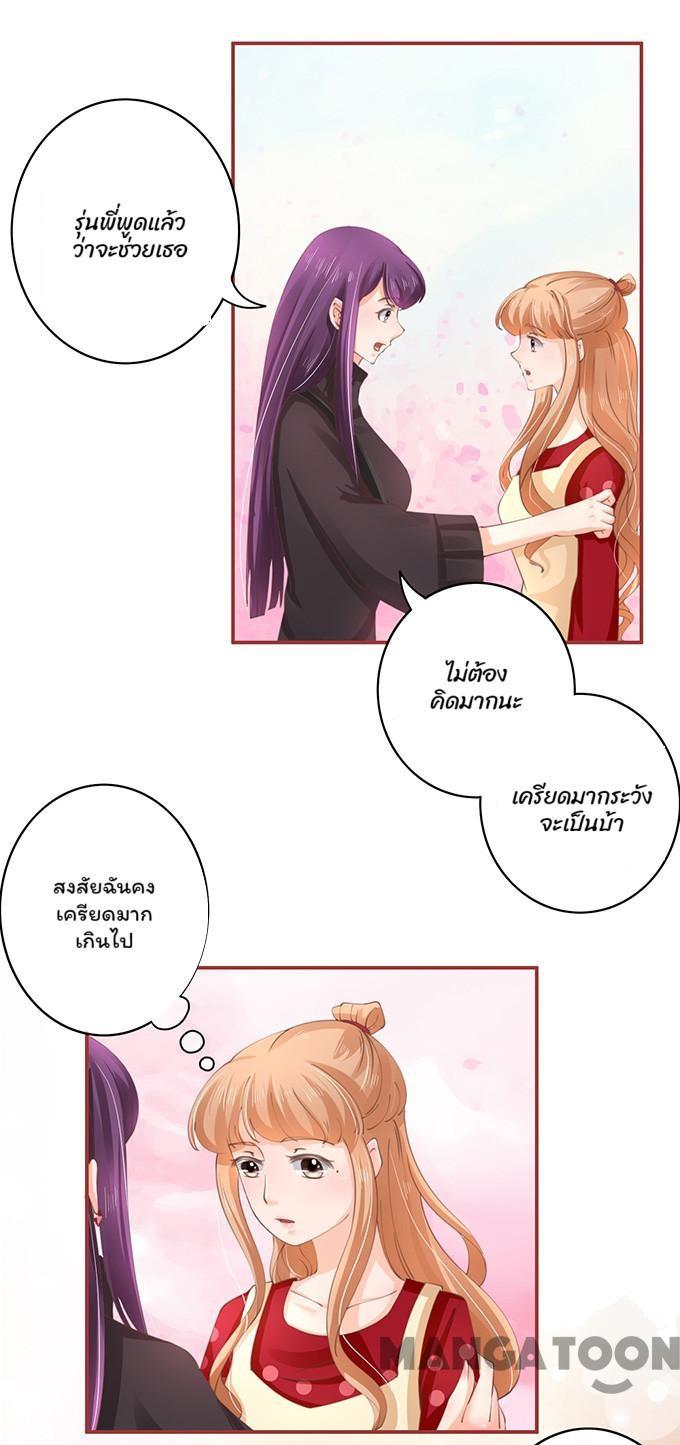 รุ่นพี่พูดแล้ว
ว่าจะช่วยเธอ
ไม่ต้อง
คิดมากนะ
เครียดมากระวัง
จะเป็นบ้า
สงสัยฉันคง
เครียดมาก
เกินไป
MANGATOON